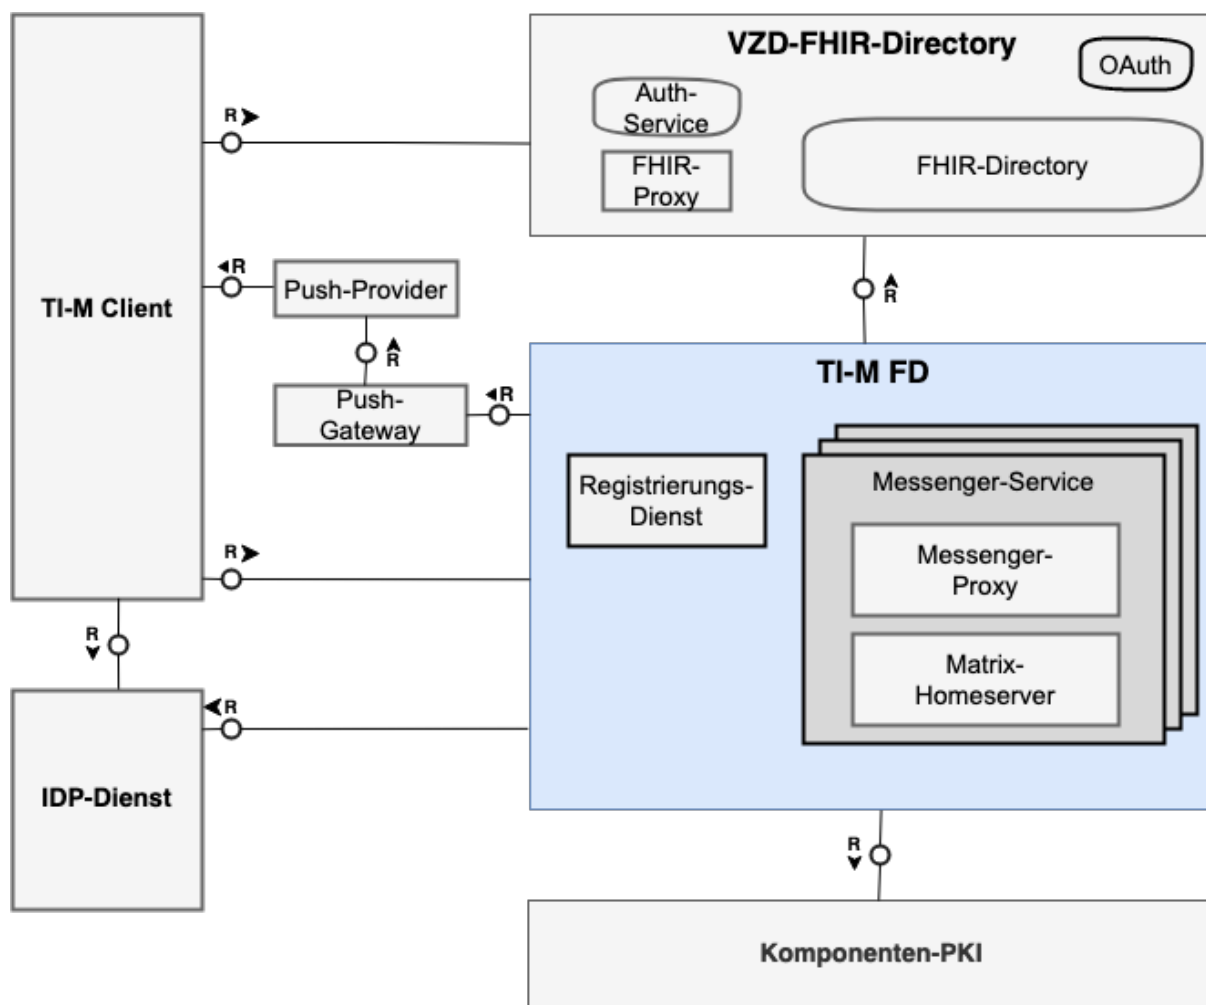 VZD-FHIR-Directory
OAuth
Auth-
Service
FHIR-
Proxy
FHIR-Directory
R
TI-M Client
R
Push-Provider
R
R
Push-
Gateway
R
TI-M FD
Registrierungs-
Dienst
Messenger-Service
Messenger-
Proxy
Matrix-
Homeserver
R
R
R
IDP-Dienst
R
Komponenten-PKI